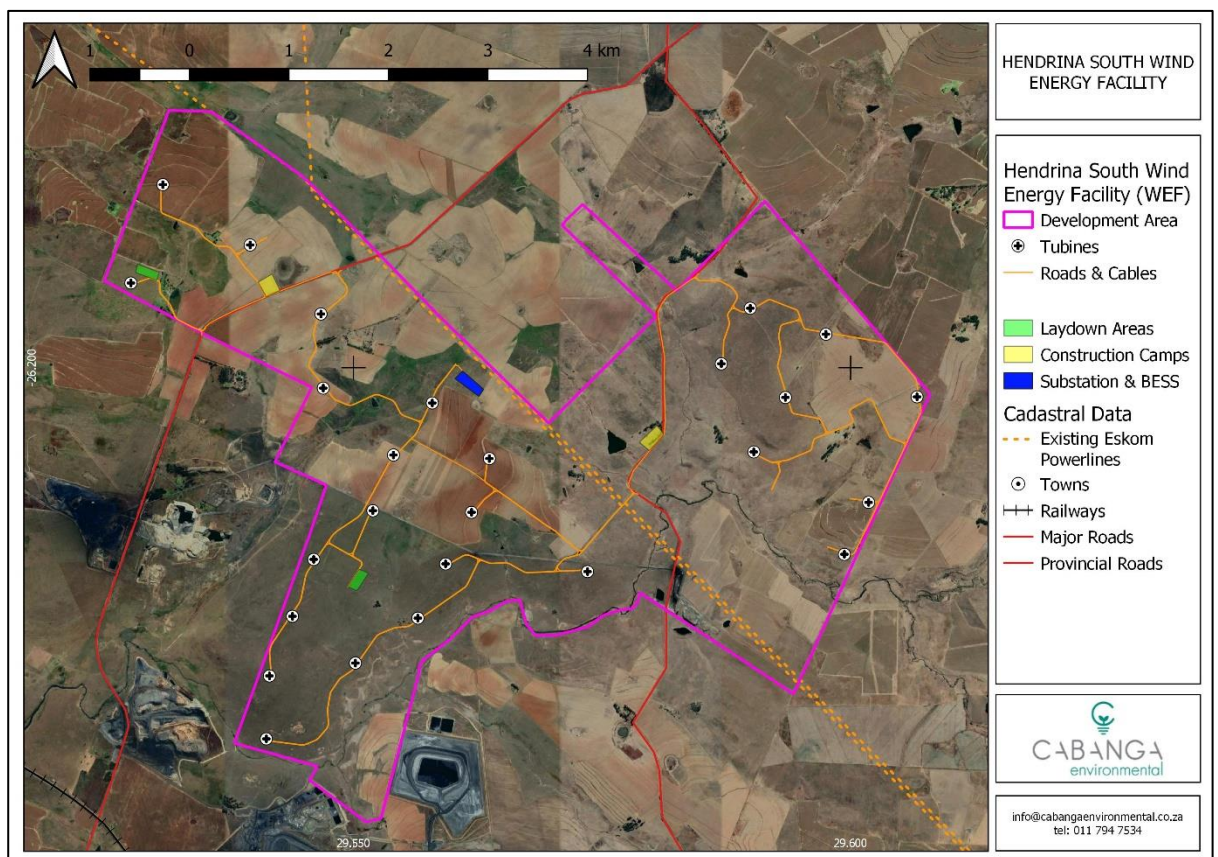 1 0 1 2 3 4 km
-26.200
29.550
29.600
HENDRINA SOUTH WIND
ENERGY FACILITY
Hendrina South Wind
Energy Facility (WEF)
Development Area
Tubines
Roads & Cables
Laydown Areas
Construction Camps
Substation & BESS
Cadastral Data
Existing Eskom
Powerlines
Towns
Railways
Major Roads
Provincial Roads
CABANGA
environmental
info@cabangaenvironmental.co.za
tel: 011 794 7534